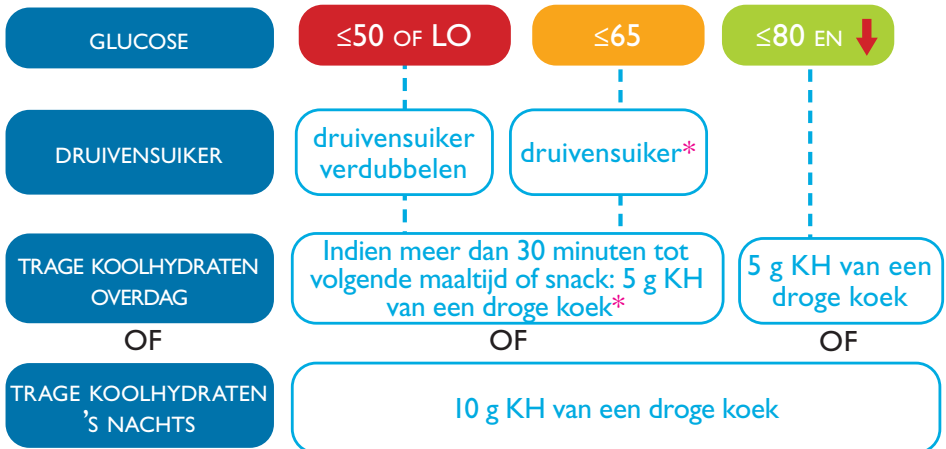 GLUCOSE
≤50 OF LO
≤65
≤80 EN
DRUIVENSUIKER
druivensuiker
verdubbelen
druivensuiker*
TRAGE KOOLHYDRATEN
OVERDAG
Indien meer dan 30 minuten tot
volgende maaltijd of snack: 5 g KH
van een droge koek*
5 g KH van een
droge koek
OF
OF
OF
TRAGE KOOLHYDRATEN
'S NACHTS
10 g KH van een droge koek